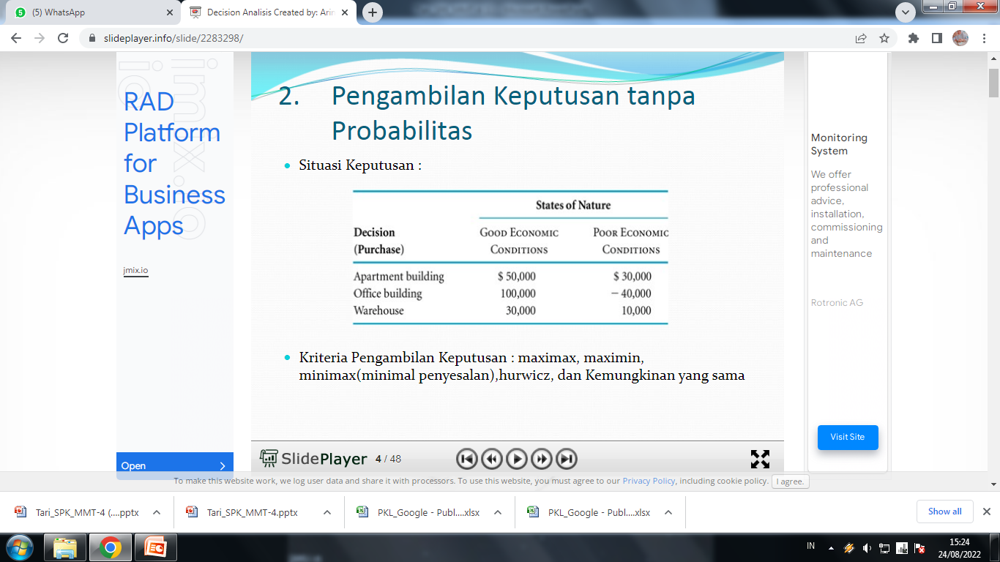 (5) WhatsApp
Decision Analisis Created by: Arin
slideplayer.info/slide/2283298/
RAD
Platform
for
Business
Apps
jmix.io
Open
2. Pengambilan Keputusan tanpa
Probabilitas
• Situasi Keputusan :
States of Nature
Decision GOOD ECONOMIC POOR ECONOMIC
(Purchase) CONDITIONS CONDITIONS
Apartment building $ 50,000 $ 30,000
Office building 100,000 − 40,000
Warehouse 30,000 10,000
• Kriteria Pengambilan Keputusan : maximax, maximin,
minimax(minimal penyesalan),hurwicz, dan Kemungkinan yang sama
SlidePlayer 4 / 48
Monitoring
System
We offer
professional
advice,
installation,
commissioning
and
maintenance
Rotronic AG
Visit Site
To make this website work, we log user data and share it with processors. To use this website, you must agree to our Privacy Policy, including cookie policy. I agree.
Tari_SPK_MMT-4 (....pptx
Tari_SPK_MMT-4.pptx
PKL_Google - Publ....xlsx
PKL_Google - Publ....xlsx
Show all
IN
15:24
24/08/2022